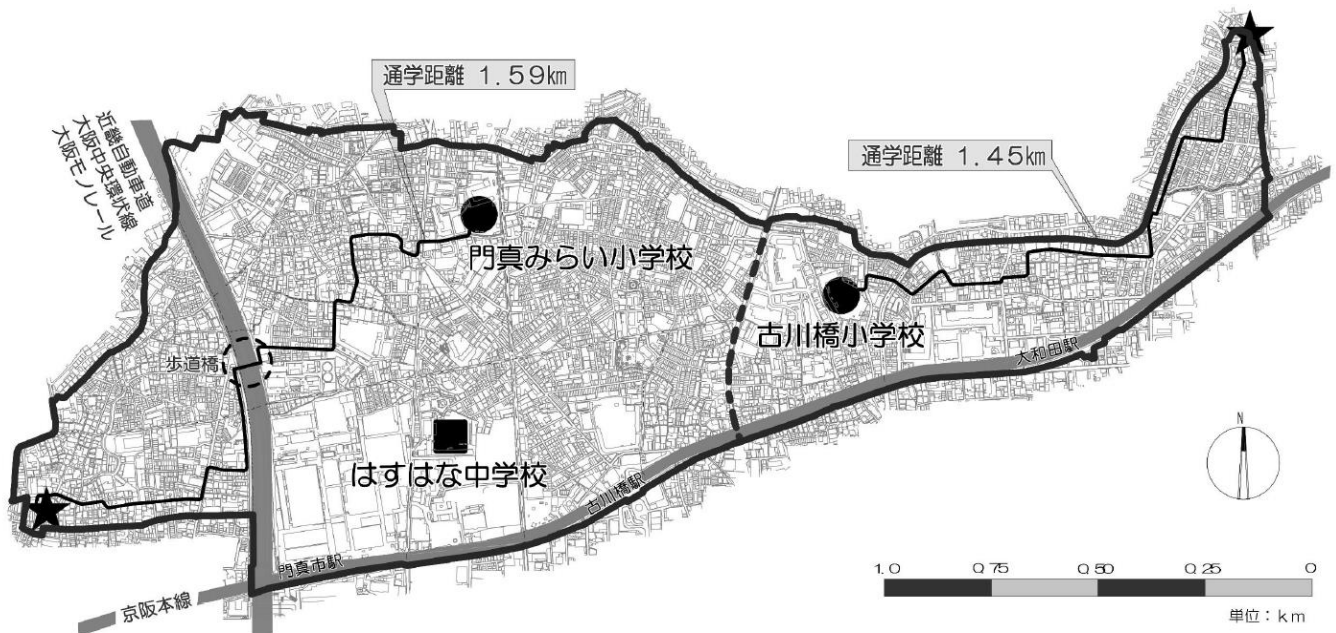 通学距離 1.59km
近畿自動車道
大阪中央環状線
大阪モノレール
通学距離 1.45km
門真みらい小学校
古川橋小学校
歩道橋
大和田駅
はすはな中学校
古川橋駅
門真市駅
京阪本線
N
1.0 0.75 0.50 0.25 0
単位：km